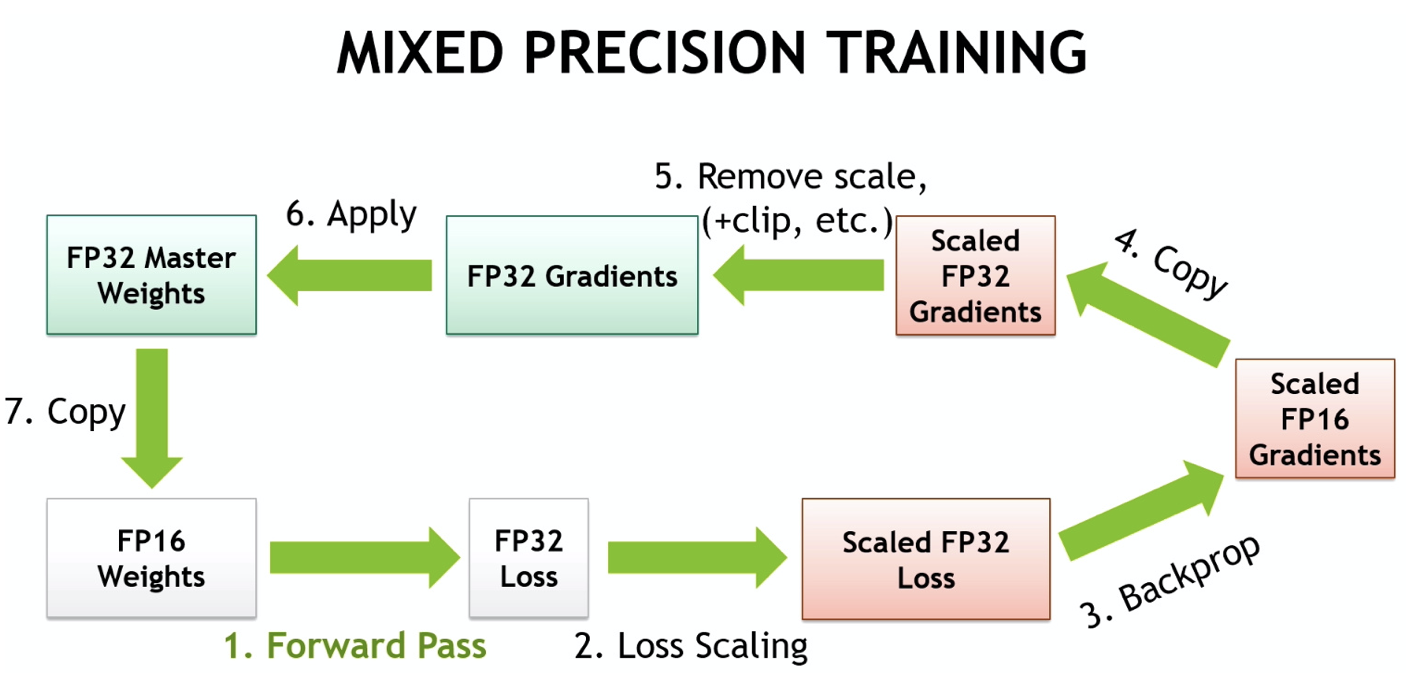 MIXED PRECISION TRAINING
5. Remove scale,
(+clip, etc.)
6. Apply
4. Copy
FP32 Master
Weights
FP32 Gradients
Scaled
FP32
Gradients
7. Copy
Scaled
FP16
Gradients
FP16
Weights
FP32
Loss
Scaled FP32
Loss
3. Backprop
1. Forward Pass
2. Loss Scaling